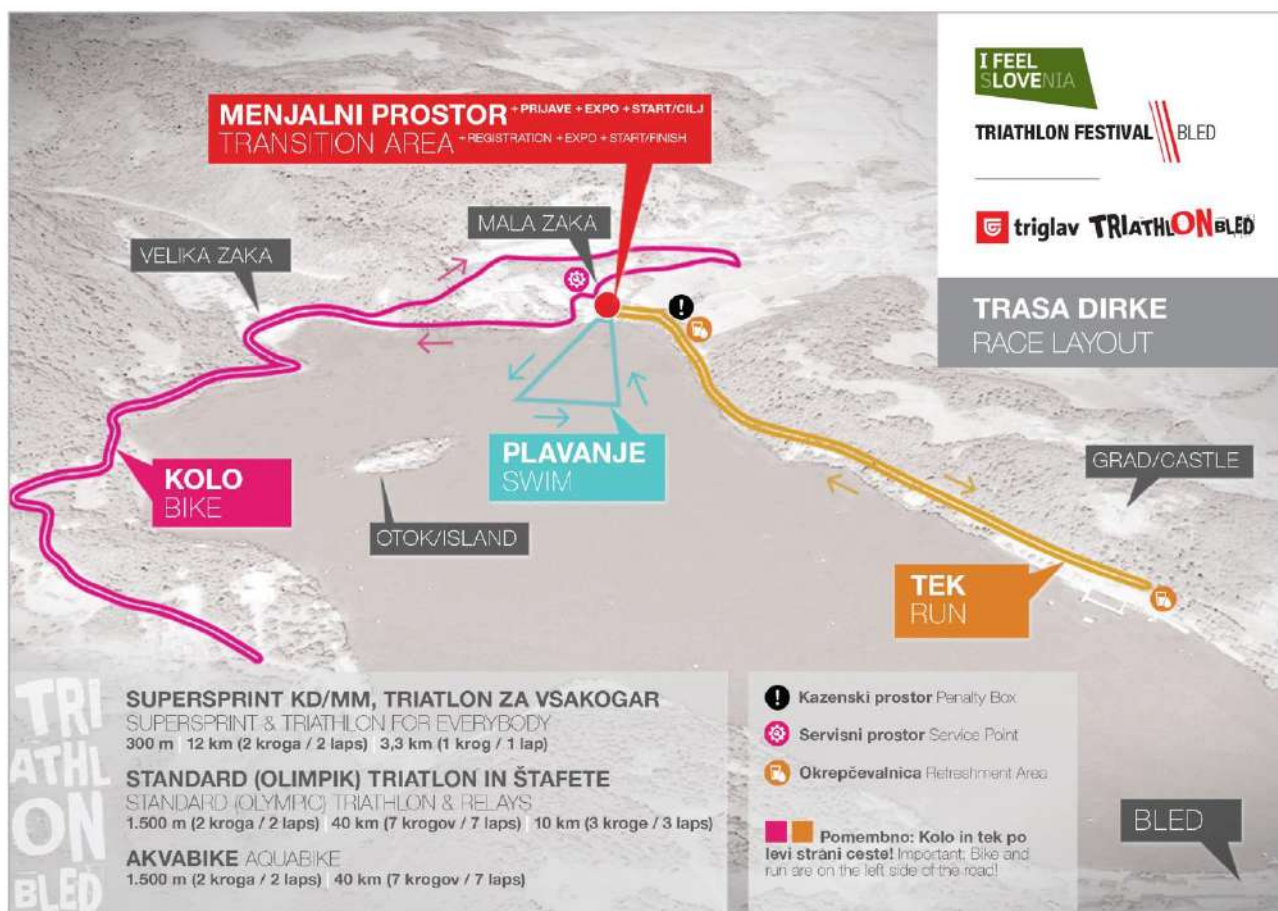 I FEEL
SLOVENIA
TRIATHLON FESTIVAL BLED
triglav TRIATHLON BLED
TRASA DIRKE
RACE LAYOUT
MENJALNI PROSTOR + PRIJAVE + EXPO + START/CILJ
TRANSITION AREA + REGISTRATION + EXPO + START/FINISH
MALA ZAKA
VELIKA ZAKA
KOLO
BIKE
PLAVANJE
SWIM
OTOK/ISLAND
GRAD/CASTLE
TEK
RUN
BLED
TRI
ATHL
ON
BLED
SUPERSPRINT KD/MM, TRIATLON ZA VSAKOGAR
SUPERSPRINT & TRIATHLON FOR EVERYBODY
300 m | 12 km (2 kroga / 2 laps) | 3,3 km (1 krog / 1 lap)
STANDARD (OLIMPIK) TRIATLON IN ŠTAFETE
STANDARD (OLYMPIC) TRIATHLON & RELAYS
1.500 m (2 kroga / 2 laps) | 40 km (7 krogov / 7 laps) | 10 km (3 kroge / 3 laps)
AKVABIKE AQUABIKE
1.500 m (2 kroga / 2 laps) | 40 km (7 krogov / 7 laps)
Kazenski prostor Penalty Box
Servisni prostor Service Point
Okrepčevalnica Refreshment Area
Pomembno: Kolo in tek po
levi strani ceste! Important: Bike and
run are on the left side of the road!